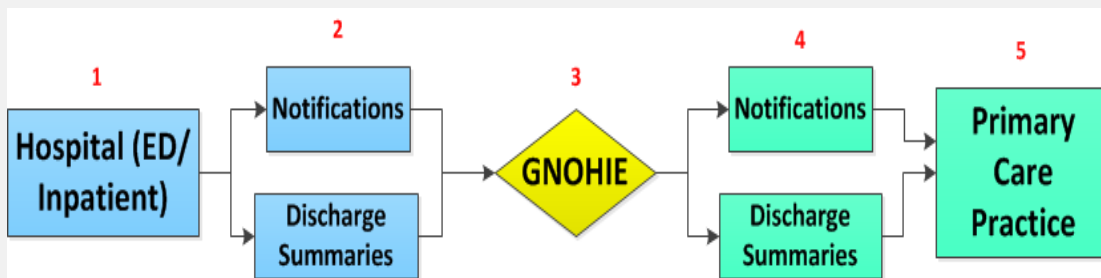 1
Hospital (ED/
Inpatient)
2
Notifications
Discharge
Summaries
3
GNOHIE
4
Notifications
Discharge
Summaries
5
Primary
Care
Practice